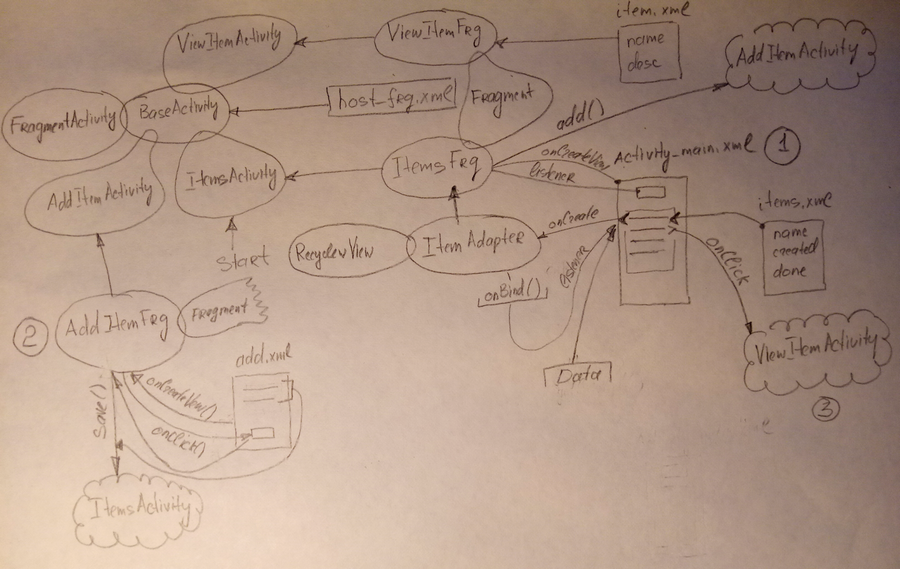 item.xml
ViewItemActivity
ViewItemFrg
name
desc
AddItemActivity
FragmentActivity
BaseActivity
host-frg.xml
Fragment
add()
ItemsActivity
ItemsFrg
onCreateView
listener
Activity_main.xml
1
AddItemActivity
items.xml
RecyclerView
ItemAdapter
onCreate
name
created
done
Start
onBind()
listener
onClick
2
AddItemFrg
Fragment
add.xml
Data
ViewItemActivity
3
onCreateView()
onClick()
Save()
ItemsActivity